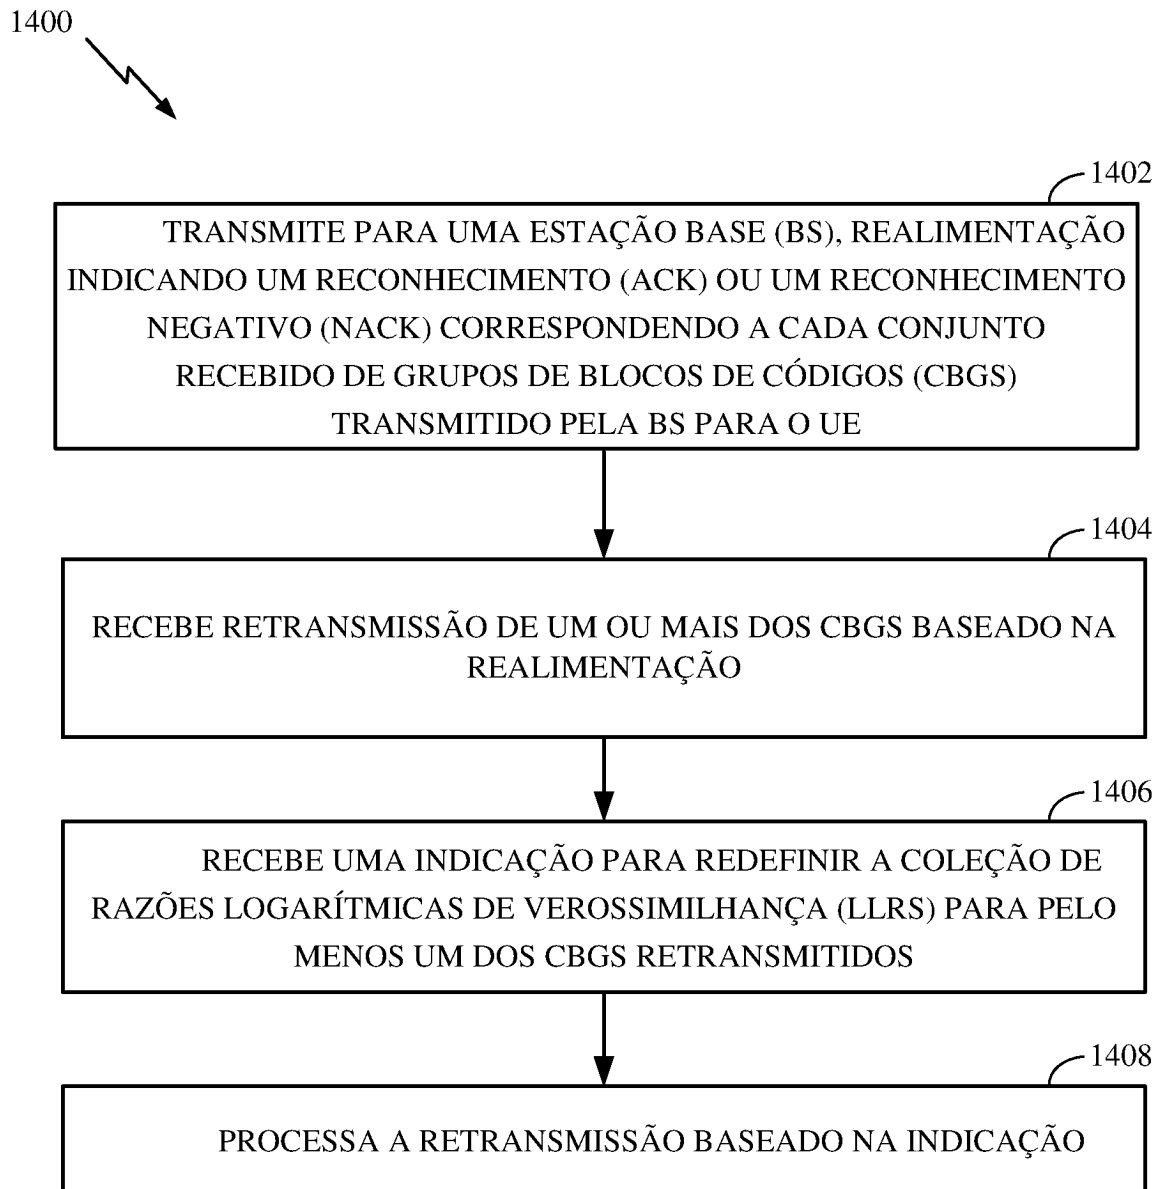 1400
1402
TRANSMITE PARA UMA ESTAÇÃO BASE (BS), REALIMENTAÇÃO
INDICANDO UM RECONHECIMENTO (ACK) OU UM RECONHECIMENTO
NEGATIVO (NACK) CORRESPONDENDO A CADA CONJUNTO
RECEBIDO DE GRUPOS DE BLOCOS DE CÓDIGOS (CBGS)
TRANSMITIDO PELA BS PARA O UE
1404
RECEBE RETRANSMISSÃO DE UM OU MAIS DOS CBGS BASEADO NA
REALIMENTAÇÃO
1406
RECEBE UMA INDICAÇÃO PARA REDEFINIR A COLEÇÃO DE
RAZÕES LOGARÍTMICAS DE VEROSSIMILHANÇA (LLRS) PARA PELO
MENOS UM DOS CBGS RETRANSMITIDOS
1408
PROCESSA A RETRANSMISSÃO BASEADO NA INDICAÇÃO